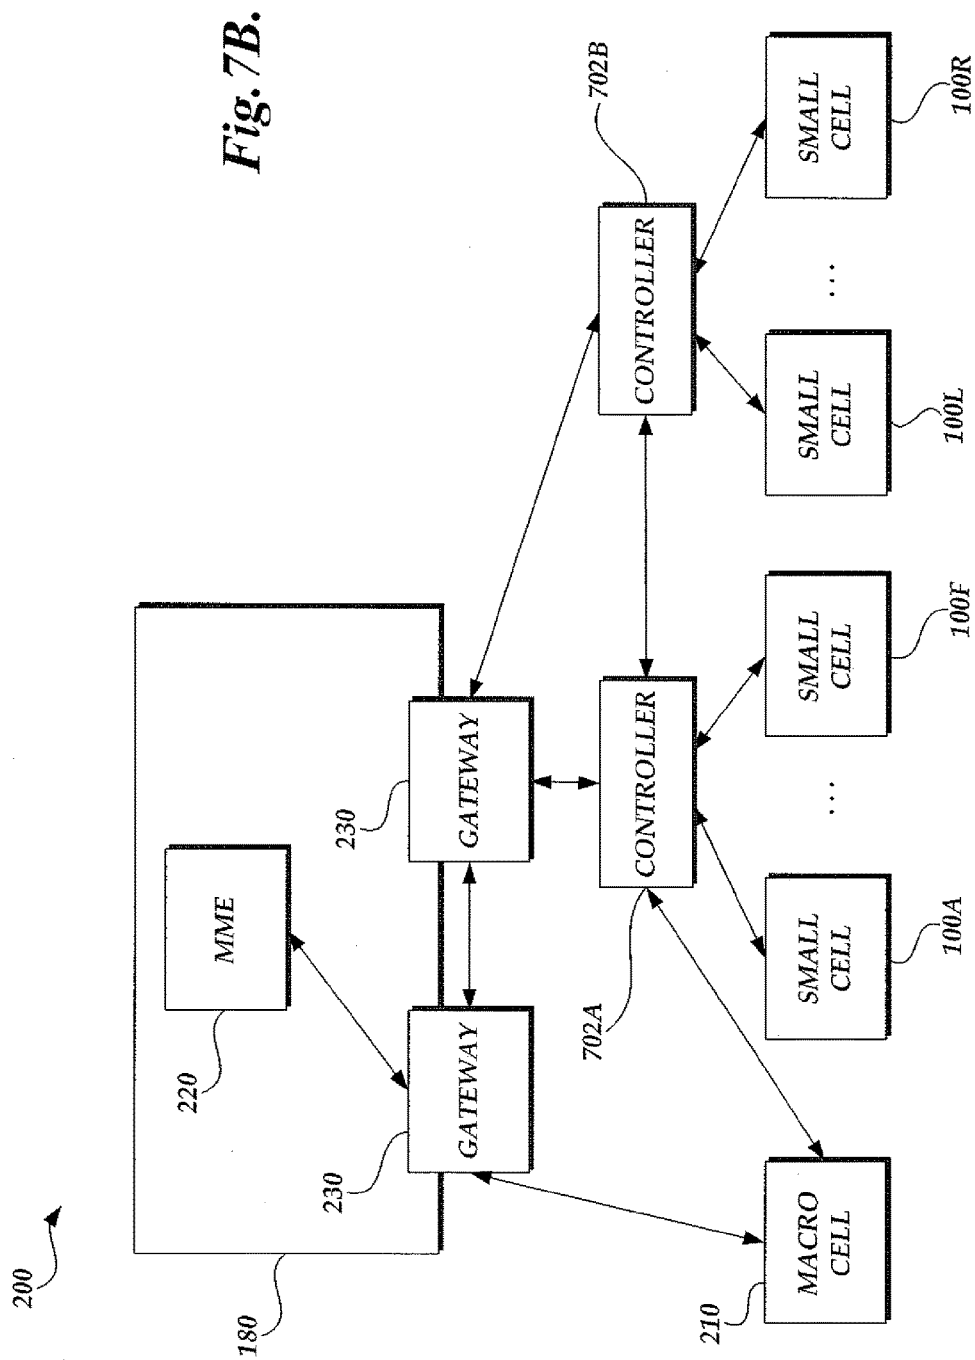 200
180
MME
220
GATEWAY
230
GATEWAY
230
CONTROLLER
702A
CONTROLLER
702B
MACRO
CELL
210
SMALL
CELL
100A
...
SMALL
CELL
100F
SMALL
CELL
100L
...
SMALL
CELL
100R
Fig. 7B.